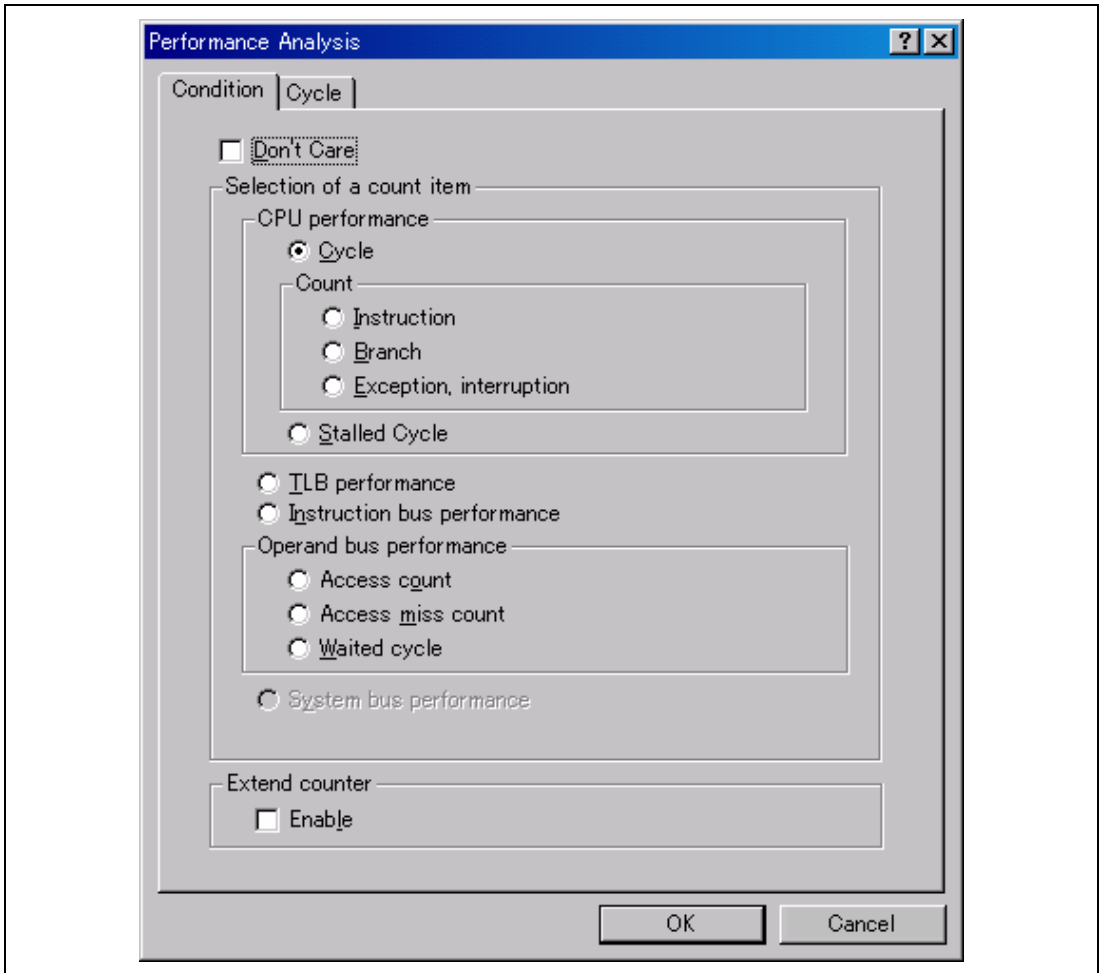 Performance Analysis
Condition Cycle
Don't Care
Selection of a count item
CPU performance
Cycle
Count
Instruction
Branch
Exception, interruption
Stalled Cycle
TLB performance
Instruction bus performance
Operand bus performance
Access count
Access miss count
Waited cycle
System bus performance
Extend counter
Enable
OK Cancel